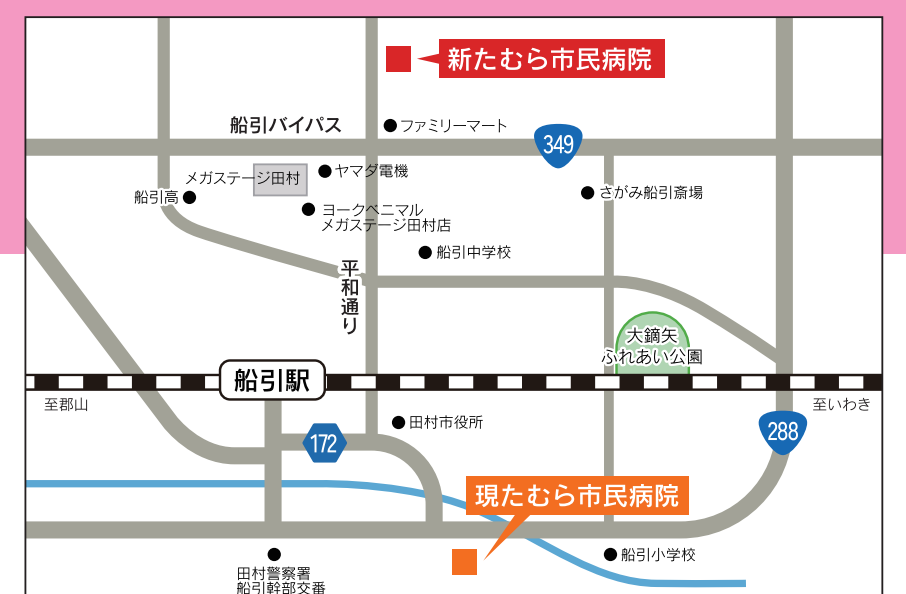 新たむら市民病院
船引バイパス
ファミリーマート
349
メガステージ田村
ヤマダ電機
船引高
さがみ船引斎場
ヨークベニマル
メガステージ田村店
船引中学校
平和通り
大鏑矢
ふれあい公園
船引駅
至郡山
至いわき
田村市役所
172
288
現たむら市民病院
船引小学校
田村警察署
船引幹部交番